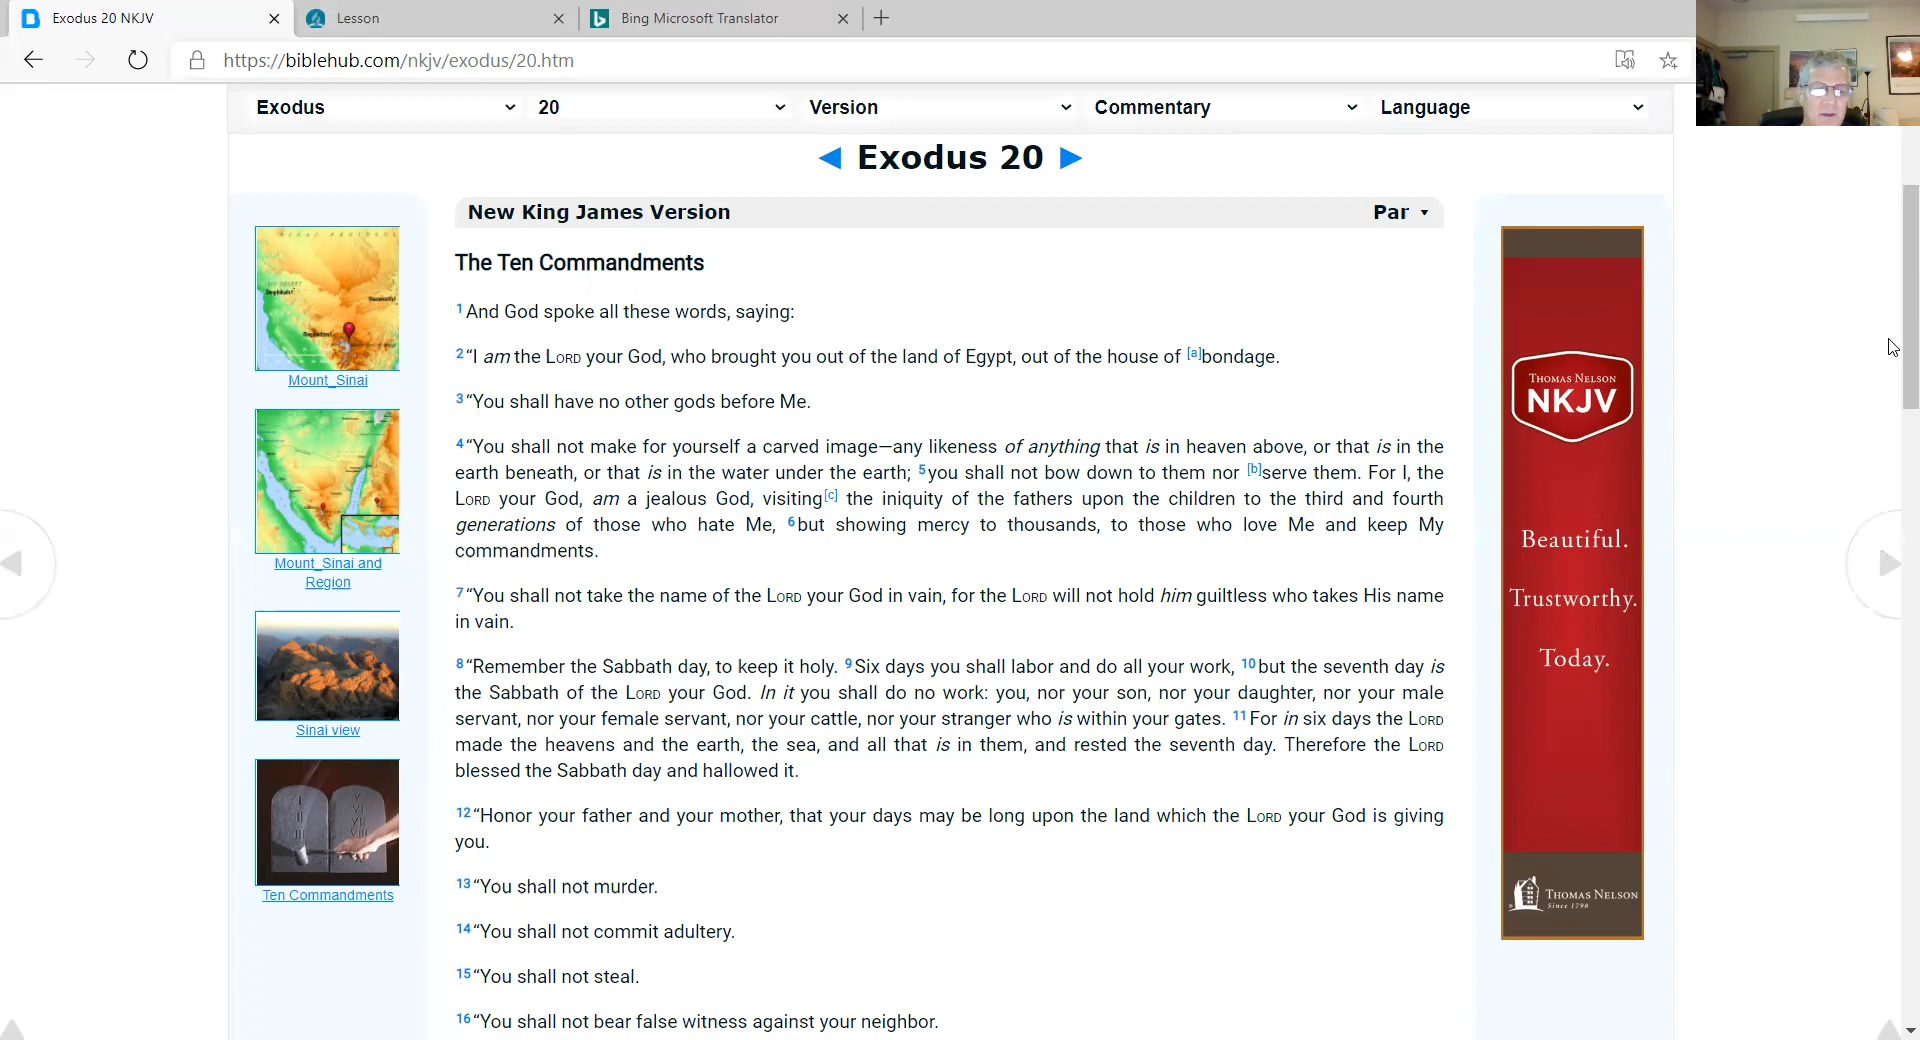 Exodus 20 NKJV
Lesson
Bing Microsoft Translator
https://biblehub.com/nkjv/exodus/20.htm
Exodus
20
Version
Commentary
Language
Exodus 20
New King James Version
Par
The Ten Commandments
1And God spoke all these words, saying:
2“I am the LORD your God, who brought you out of the land of Egypt, out of the house of [a]bondage.
3“You shall have no other gods before Me.
4“You shall not make for yourself a carved image—any likeness of anything that is in heaven above, or that is in the
earth beneath, or that is in the water under the earth; 5you shall not bow down to them nor [b]serve them. For I, the
LORD your God, am a jealous God, visiting[c] the iniquity of the fathers upon the children to the third and fourth
generations of those who hate Me, 6but showing mercy to thousands, to those who love Me and keep My
commandments.
7“You shall not take the name of the LORD your God in vain, for the LORD will not hold him guiltless who takes His name
in vain.
8“Remember the Sabbath day, to keep it holy. 9Six days you shall labor and do all your work, 10but the seventh day is
the Sabbath of the LORD your God. In it you shall do no work: you, nor your son, nor your daughter, nor your male
servant, nor your female servant, nor your cattle, nor your stranger who is within your gates. 11For in six days the LORD
made the heavens and the earth, the sea, and all that is in them, and rested the seventh day. Therefore the LORD
blessed the Sabbath day and hallowed it.
12“Honor your father and your mother, that your days may be long upon the land which the LORD your God is giving
you.
13“You shall not murder.
14“You shall not commit adultery.
15“You shall not steal.
16“You shall not bear false witness against your neighbor.
Mount_Sinai
Mount_Sinai and
Region
Sinai view
Ten Commandments
THOMAS NELSON
NKJV
Beautiful.
Trustworthy.
Today.
THOMAS NELSON
Since 1798